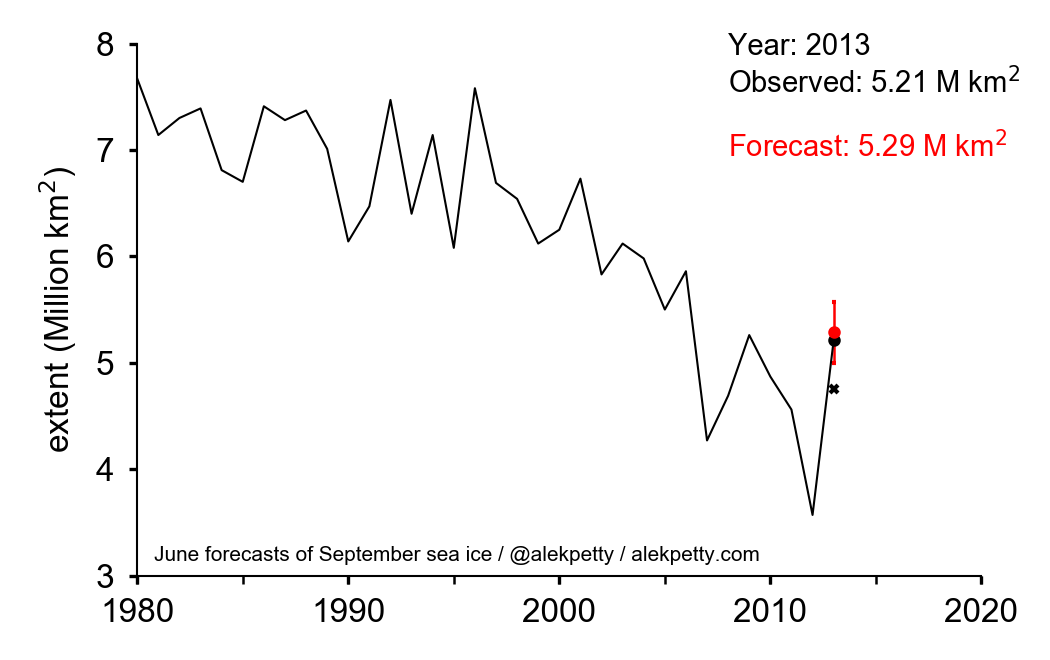 Year: 2013
Observed: 5.21 M km²
Forecast: 5.29 M km²
extent (Million km²)
8
7
6
5
4
3
June forecasts of September sea ice / @alekpetty / alekpetty.com
1980 1990 2000 2010 2020